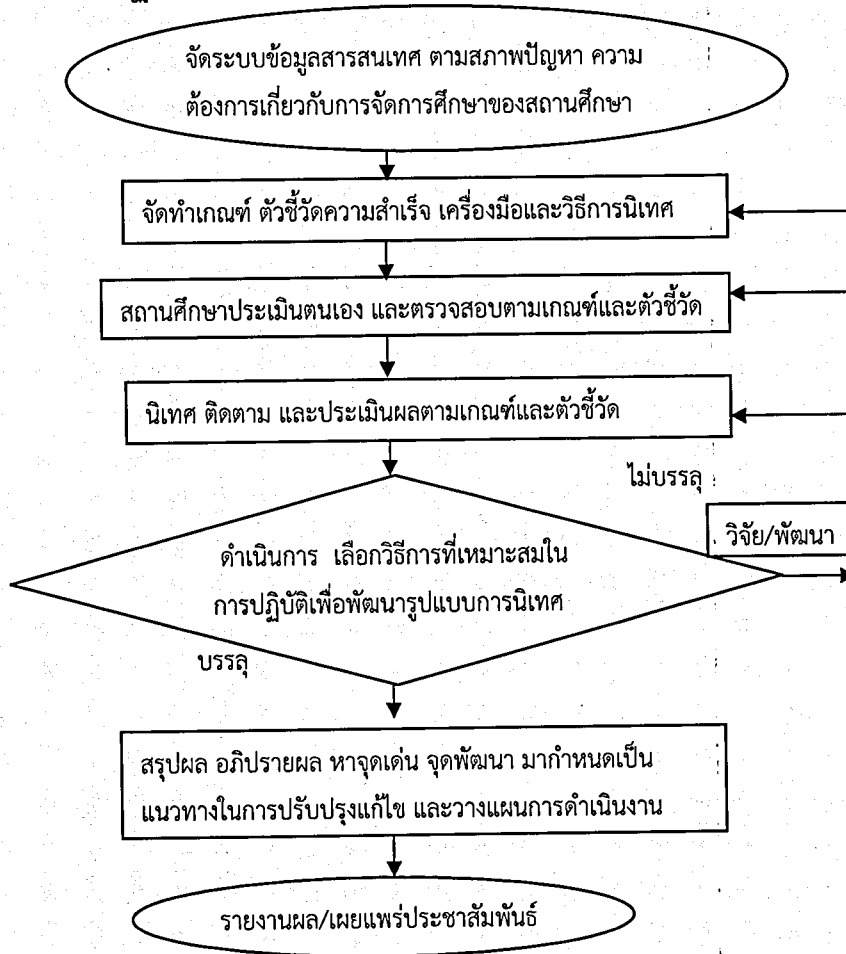 จัดระบบข้อมูลสารสนเทศ ตามสภาพปัญหา ความ
ต้องการเกี่ยวกับการจัดการศึกษาของสถานศึกษา
จัดทำเกณฑ์ ตัวชี้วัดความสำเร็จ เครื่องมือและวิธีการนิเทศ
สถานศึกษาประเมินตนเอง และตรวจสอบตามเกณฑ์และตัวชี้วัด
นิเทศ ติดตาม และประเมินผลตามเกณฑ์และตัวชี้วัด
ไม่บรรลุ
วิจัย/พัฒนา
ดำเนินการ เลือกวิธีการที่เหมาะสมใน
การปฏิบัติเพื่อพัฒนารูปแบบการนิเทศ
บรรลุ
สรุปผล อภิปรายผล หาจุดเด่น จุดพัฒนา มากำหนดเป็น
แนวทางในการปรับปรุงแก้ไข และวางแผนการดำเนินงาน
รายงานผล/เผยแพร่ประชาสัมพันธ์